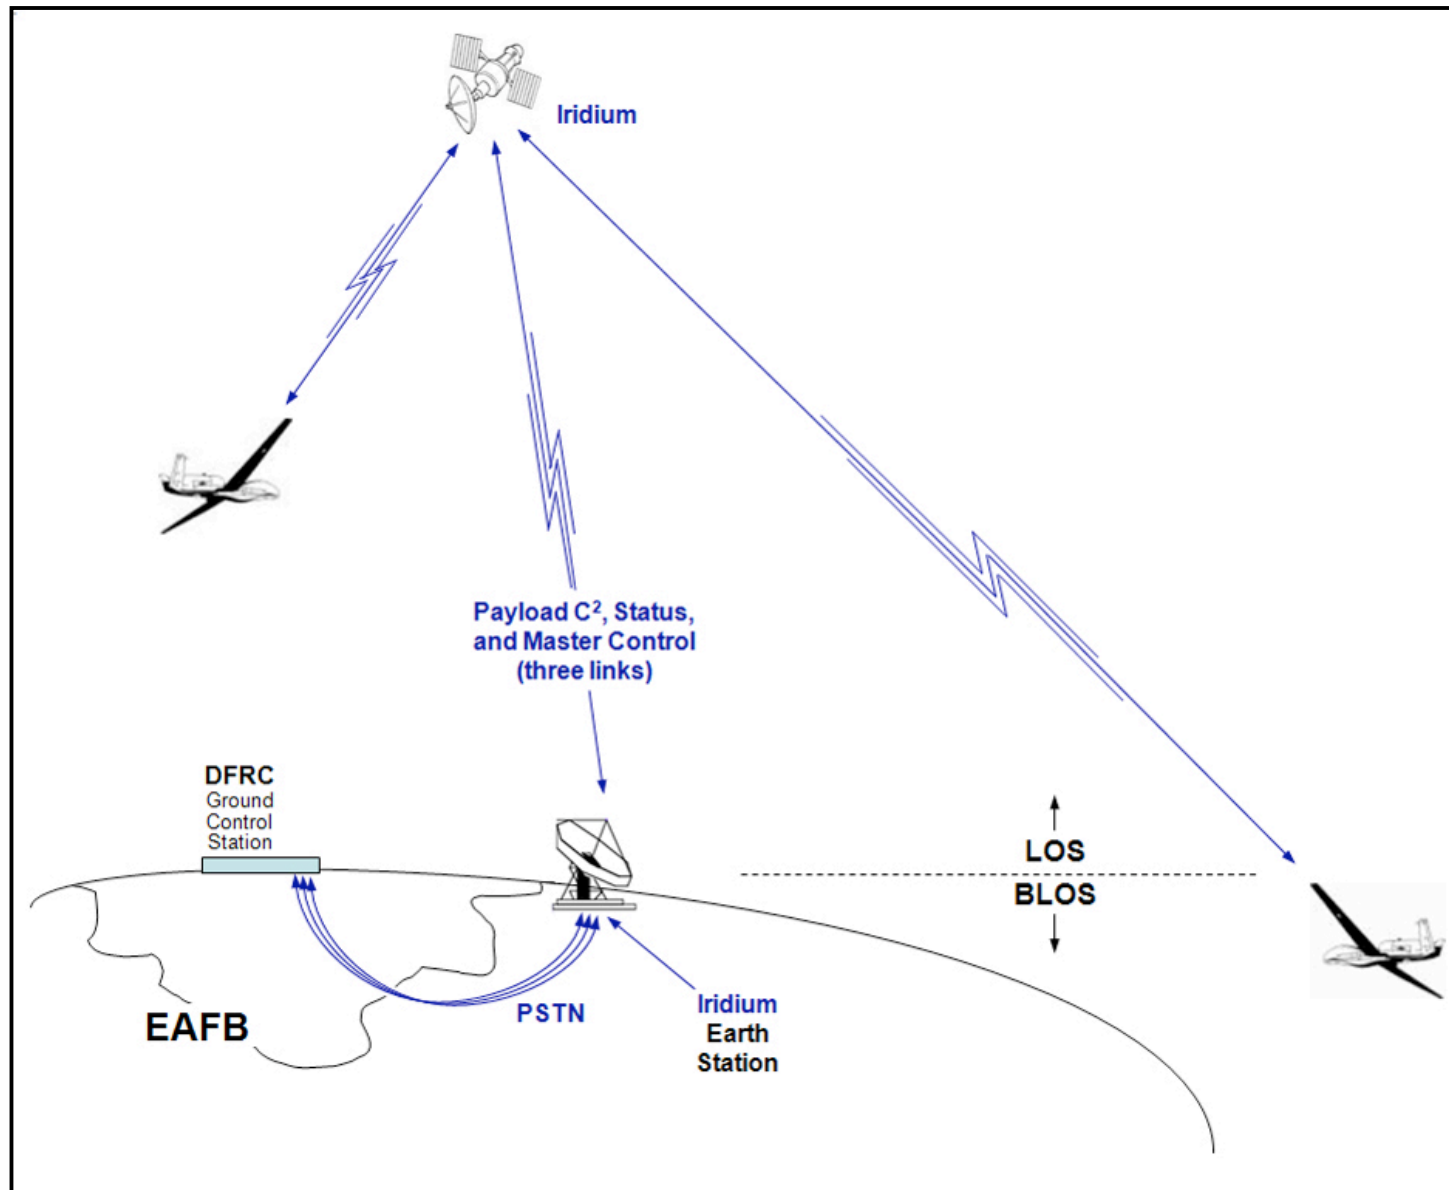 Iridium
Payload C², Status,
and Master Control
(three links)
DFRC
Ground
Control
Station
LOS
BLOS
EAFB
PSTN
Iridium
Earth
Station